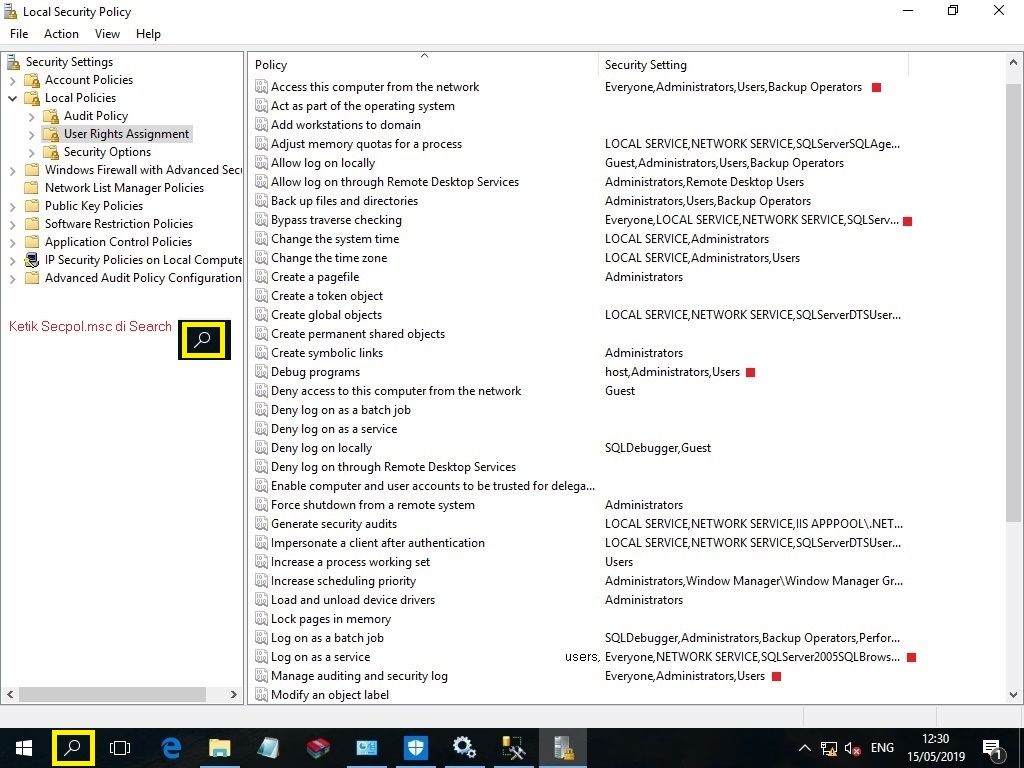 Local Security Policy
File Action View Help
Security Settings
Account Policies
Local Policies
Audit Policy
User Rights Assignment
Security Options
Windows Firewall with Advanced Secu
Network List Manager Policies
Public Key Policies
Software Restriction Policies
Application Control Policies
IP Security Policies on Local Compute
Advanced Audit Policy Configuration
Ketik Secpol.msc di Search
Policy Security Setting
Access this computer from the network Everyone,Administrators,Users,Backup Operators
Act as part of the operating system
Add workstations to domain
Adjust memory quotas for a process LOCAL SERVICE,NETWORK SERVICE,SQLServerSQLAge...
Allow log on locally Guest,Administrators,Users,Backup Operators
Allow log on through Remote Desktop Services Administrators,Remote Desktop Users
Back up files and directories Administrators,Users,Backup Operators
Bypass traverse checking Everyone,LOCAL SERVICE,NETWORK SERVICE,SQLServ...
Change the system time LOCAL SERVICE,Administrators
Change the time zone LOCAL SERVICE,Administrators,Users
Create a pagefile Administrators
Create a token object
Create global objects LOCAL SERVICE,NETWORK SERVICE,SQLServerDTSUser...
Create permanent shared objects
Create symbolic links Administrators
Debug programs host,Administrators,Users
Deny access to this computer from the network Guest
Deny log on as a batch job
Deny log on as a service
Deny log on locally SQLDebugger,Guest
Deny log on through Remote Desktop Services
Enable computer and user accounts to be trusted for delega...
Force shutdown from a remote system Administrators
Generate security audits LOCAL SERVICE,NETWORK SERVICE,IIS APPPOOL\.NET...
Impersonate a client after authentication LOCAL SERVICE,NETWORK SERVICE,SQLServerDTSUser...
Increase a process working set Users
Increase scheduling priority Administrators,Window Manager\Window Manager Gr...
Load and unload device drivers Administrators
Lock pages in memory
Log on as a batch job SQLDebugger,Administrators,Backup Operators,Perfor...
Log on as a service users, Everyone,NETWORK SERVICE,SQLServer2005SQLBrows...
Manage auditing and security log Everyone,Administrators,Users
Modify an object label
ENG
12:30
15/05/2019
1